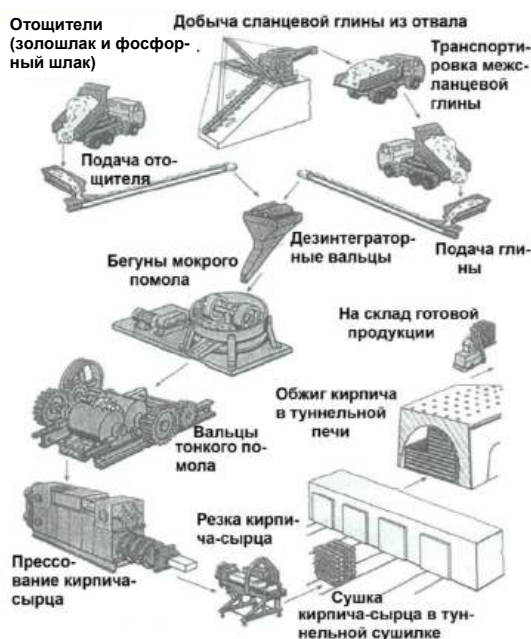 Отощители
(золошлак и фосфор-
ный шлак)
Добыча сланцевой глины из отвала
Транспорти-
ровка межс-
ланцевой
глины
Подача ото-
щителя
Дезинтегратор-
ные вальцы
Подача гли-
ны
Бегуны мокрого
помола
На склад готовой
продукции
Обжиг кирпича
в туннельной
печи
Вальцы
тонкого по-
мола
Резка кирпи-
ча-сырца
Прессо-
вание кирпича-
сырца
Сушка
кирпича-сырца в тун-
нельной сушилке